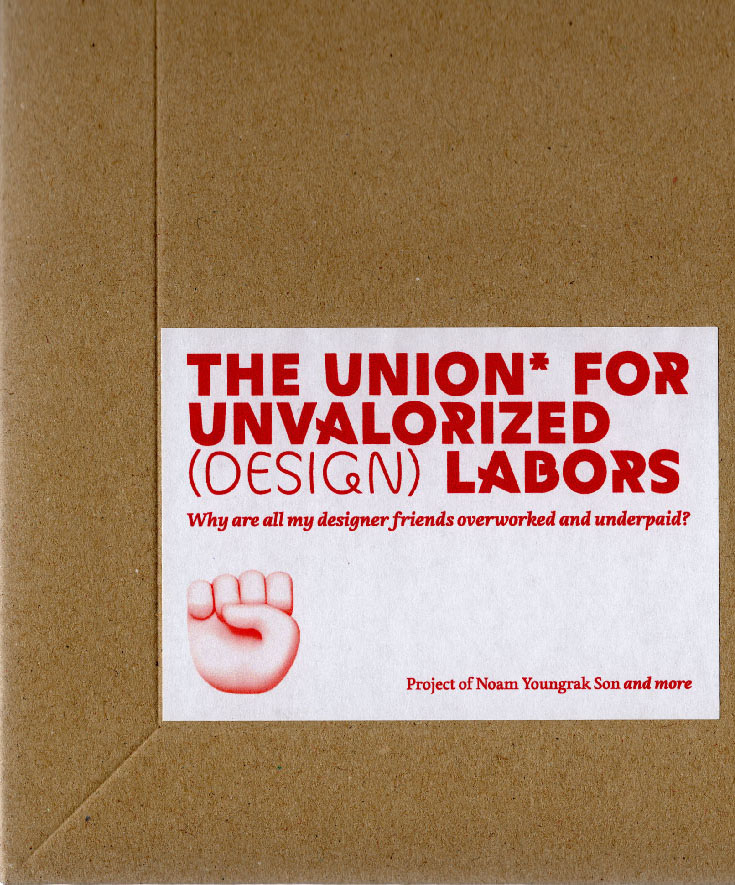 THE UNION* FOR
UNVALORIZED
(DESIGN) LABORS
Why are all my designer friends overworked and underpaid?
Project of Noam Youngrak Son and more